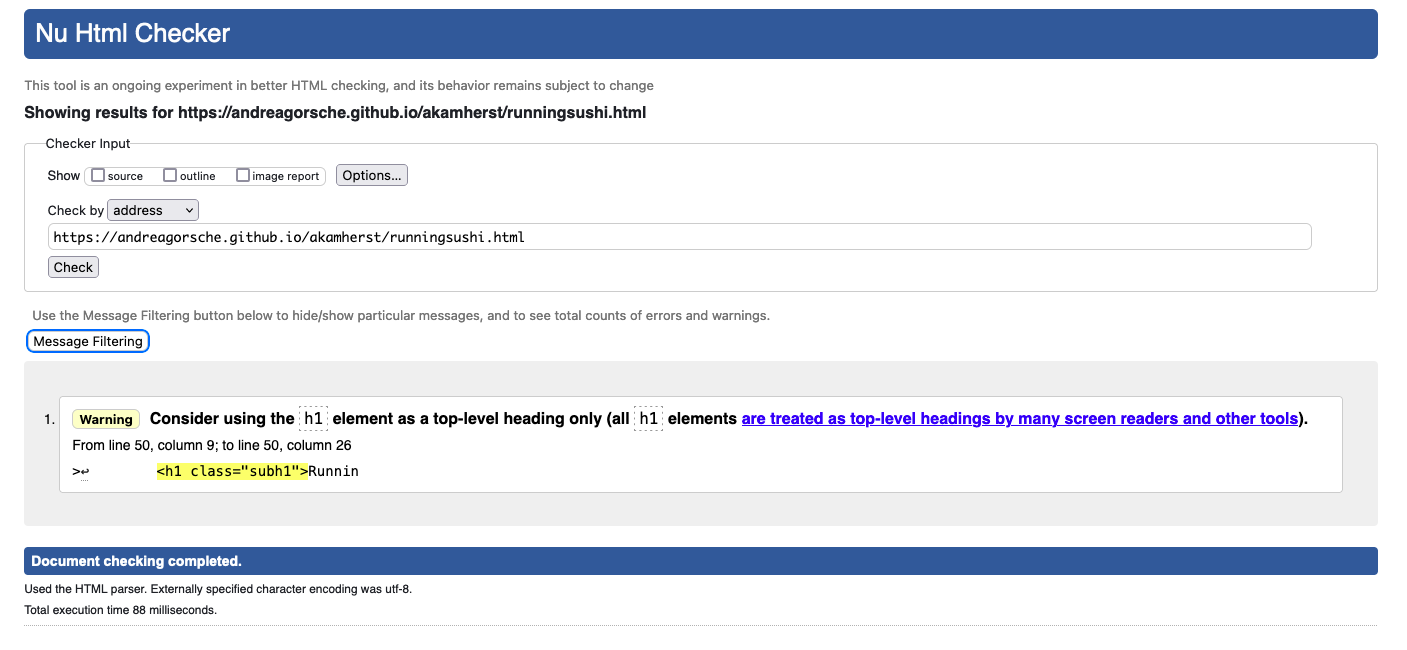 Nu Html Checker
This tool is an ongoing experiment in better HTML checking, and its behavior remains subject to change
Showing results for https://andreagorsche.github.io/akamherst/runningsushi.html
Checker Input
Show source outline image report Options...
Check by address
https://andreagorsche.github.io/akamherst/runningsushi.html
Check
Use the Message Filtering button below to hide/show particular messages, and to see total counts of errors and warnings.
Message Filtering
1. Warning Consider using the h1 element as a top-level heading only (all h1 elements are treated as top-level headings by many screen readers and other tools).
From line 50, column 9; to line 50, column 26
>↩ <h1 class="subh1">Runnin
Document checking completed.
Used the HTML parser. Externally specified character encoding was utf-8.
Total execution time 88 milliseconds.